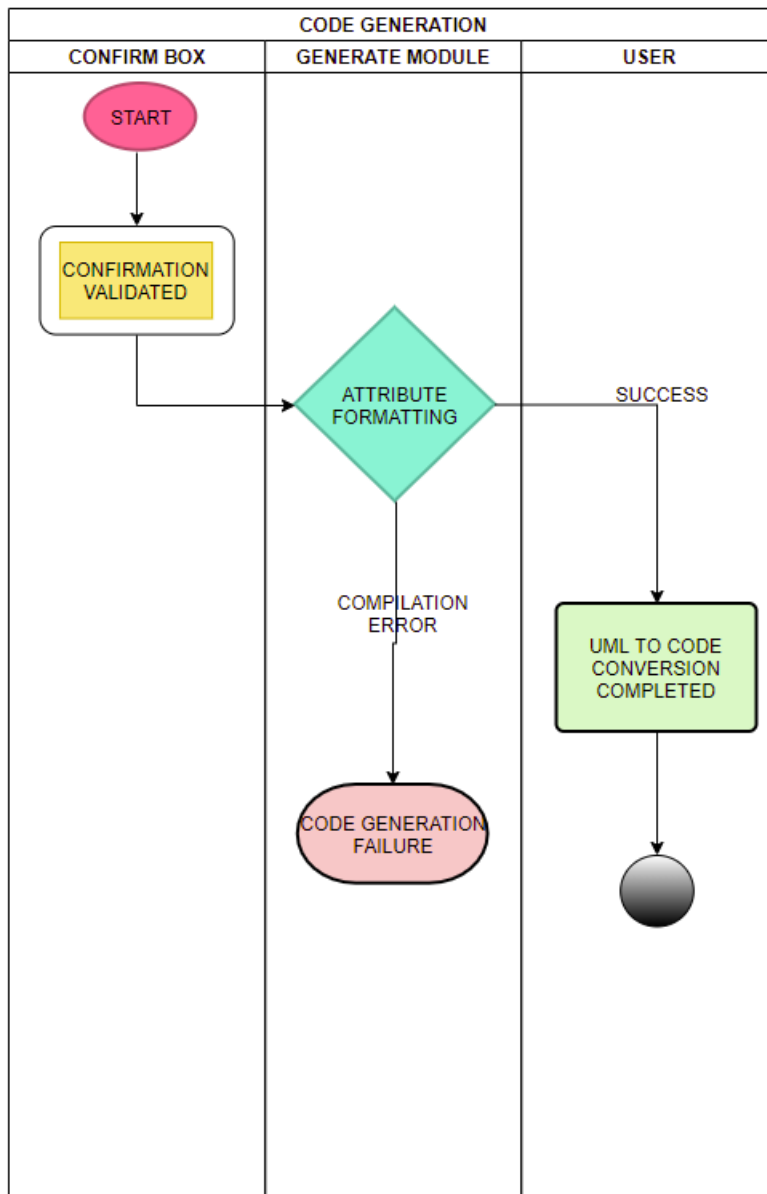 CODE GENERATION
CONFIRM BOX
GENERATE MODULE
USER
START
CONFIRMATION
VALIDATED
ATTRIBUTE
FORMATTING
SUCCESS
COMPILATION
ERROR
UML TO CODE
CONVERSION
COMPLETED
CODE GENERATION
FAILURE